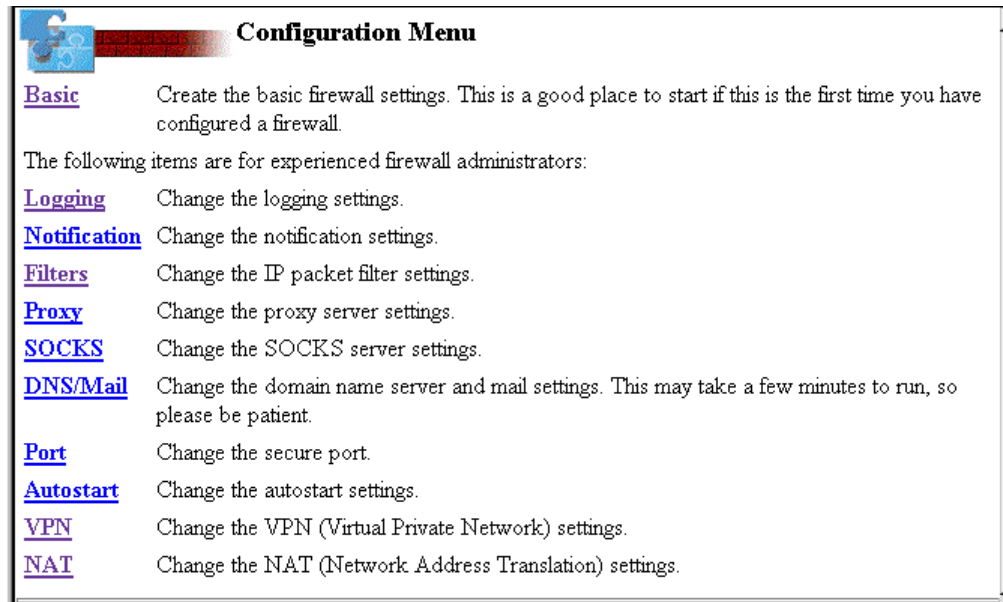 Configuration Menu
Basic Create the basic firewall settings. This is a good place to start if this is the first time you have
configured a firewall.
The following items are for experienced firewall administrators:
Logging Change the logging settings.
Notification Change the notification settings.
Filters Change the IP packet filter settings.
Proxy Change the proxy server settings.
SOCKS Change the SOCKS server settings.
DNS/Mail Change the domain name server and mail settings. This may take a few minutes to run, so
please be patient.
Port Change the secure port.
Autostart Change the autostart settings.
VPN Change the VPN (Virtual Private Network) settings.
NAT Change the NAT (Network Address Translation) settings.